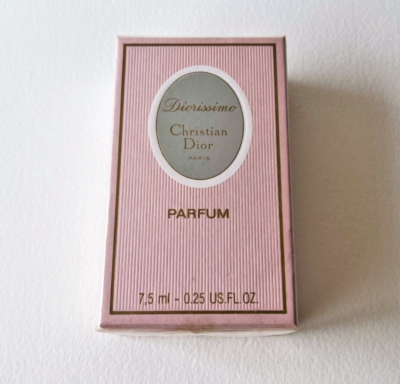 Diorissimo
Christian
Dior
PARIS
PARFUM
7,5 ml - 0.25 US.FL.OZ.